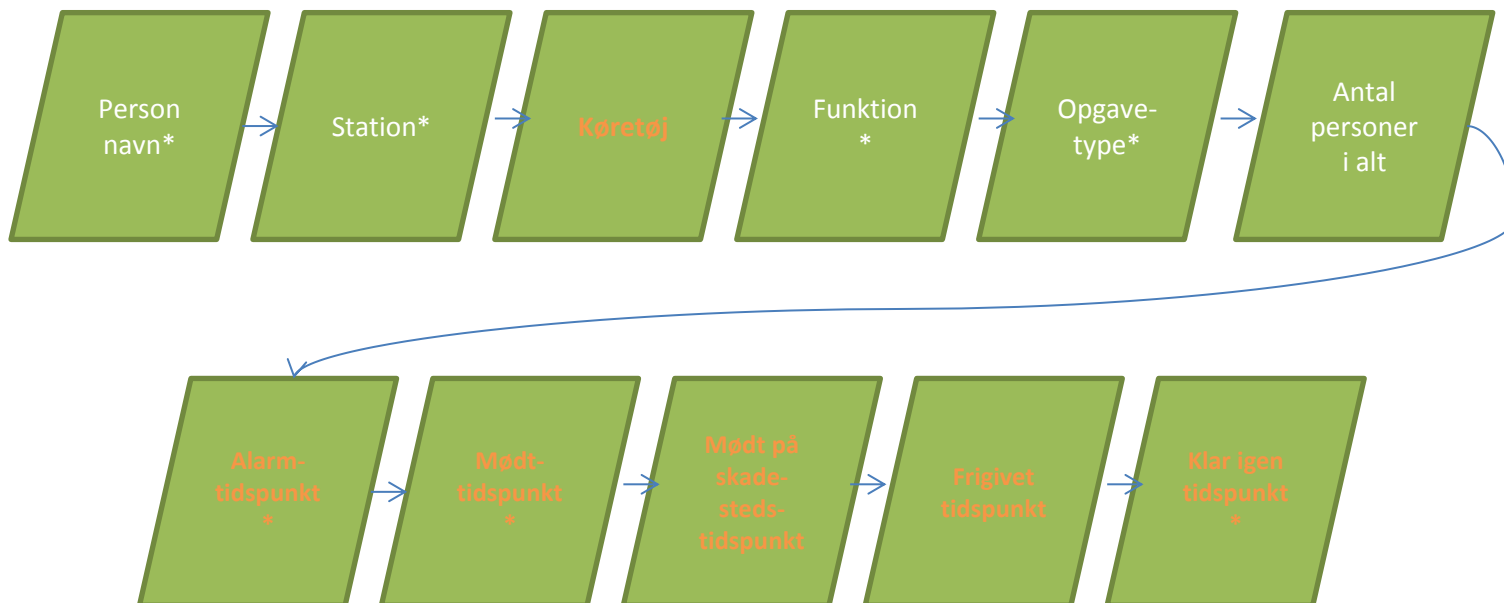 Person
navn*
Station*
Køretøj
Funktion
*
Opgave-
type*
Antal
personer
i alt
Alarm-
tidspunkt
*
Mødt-
tidspunkt
*
Mødt på
skade-
steds-
tidspunkt
Frigivet
tidspunkt
Klar igen
tidspunkt
*